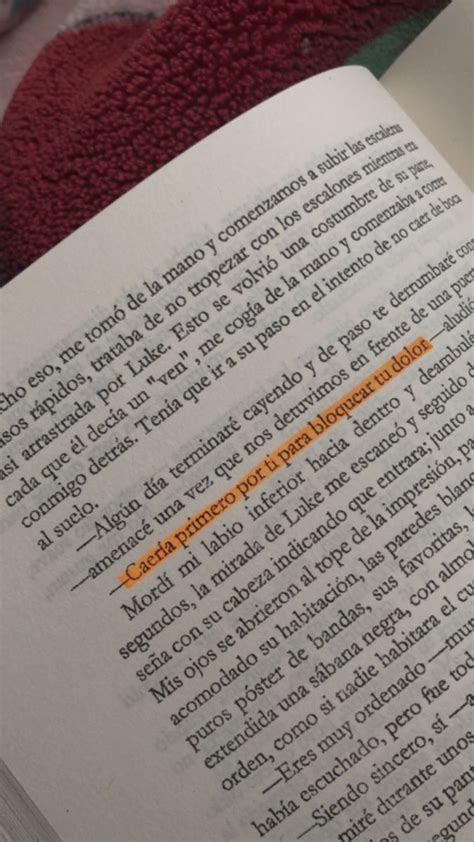 cho eso, me tomó de la mano y comenzamos a subir las escaleras
asos rápidos, trataba de no tropezar con los escalones mientras en
asi arrastrada por Luke. Esto se volvió una costumbre de su parte,
cada que él decía un "ven", me cogía de la mano y comenzaba a correr
conmigo detrás. Tenía que ir a su paso en el intento de no caer de boca
al suelo.
—Algún día terminaré cayendo y de paso te derrumbaré con
—amenacé una vez que nos detuvimos en frente de una puer
—Caería primero por ti para bloquear tu dolor —alud
Mordí mi labio inferior hacia dentro y deambulé
segundos, la mirada de Luke me escaneó y seguido d
seña con su cabeza indicando que entrara; junto
Mis ojos se abrieron al tope de la impresión, p
acomodado su habitación, las paredes blanc
puros póster de bandas, sus favoritas,
extendida una sábana negra, con almo
orden, como si nadie habitara el cu
—Eres muy ordenado —mur
había escuchado, pero fue tod
—Siendo sincero, sí —a
miré durante unos
os de su part